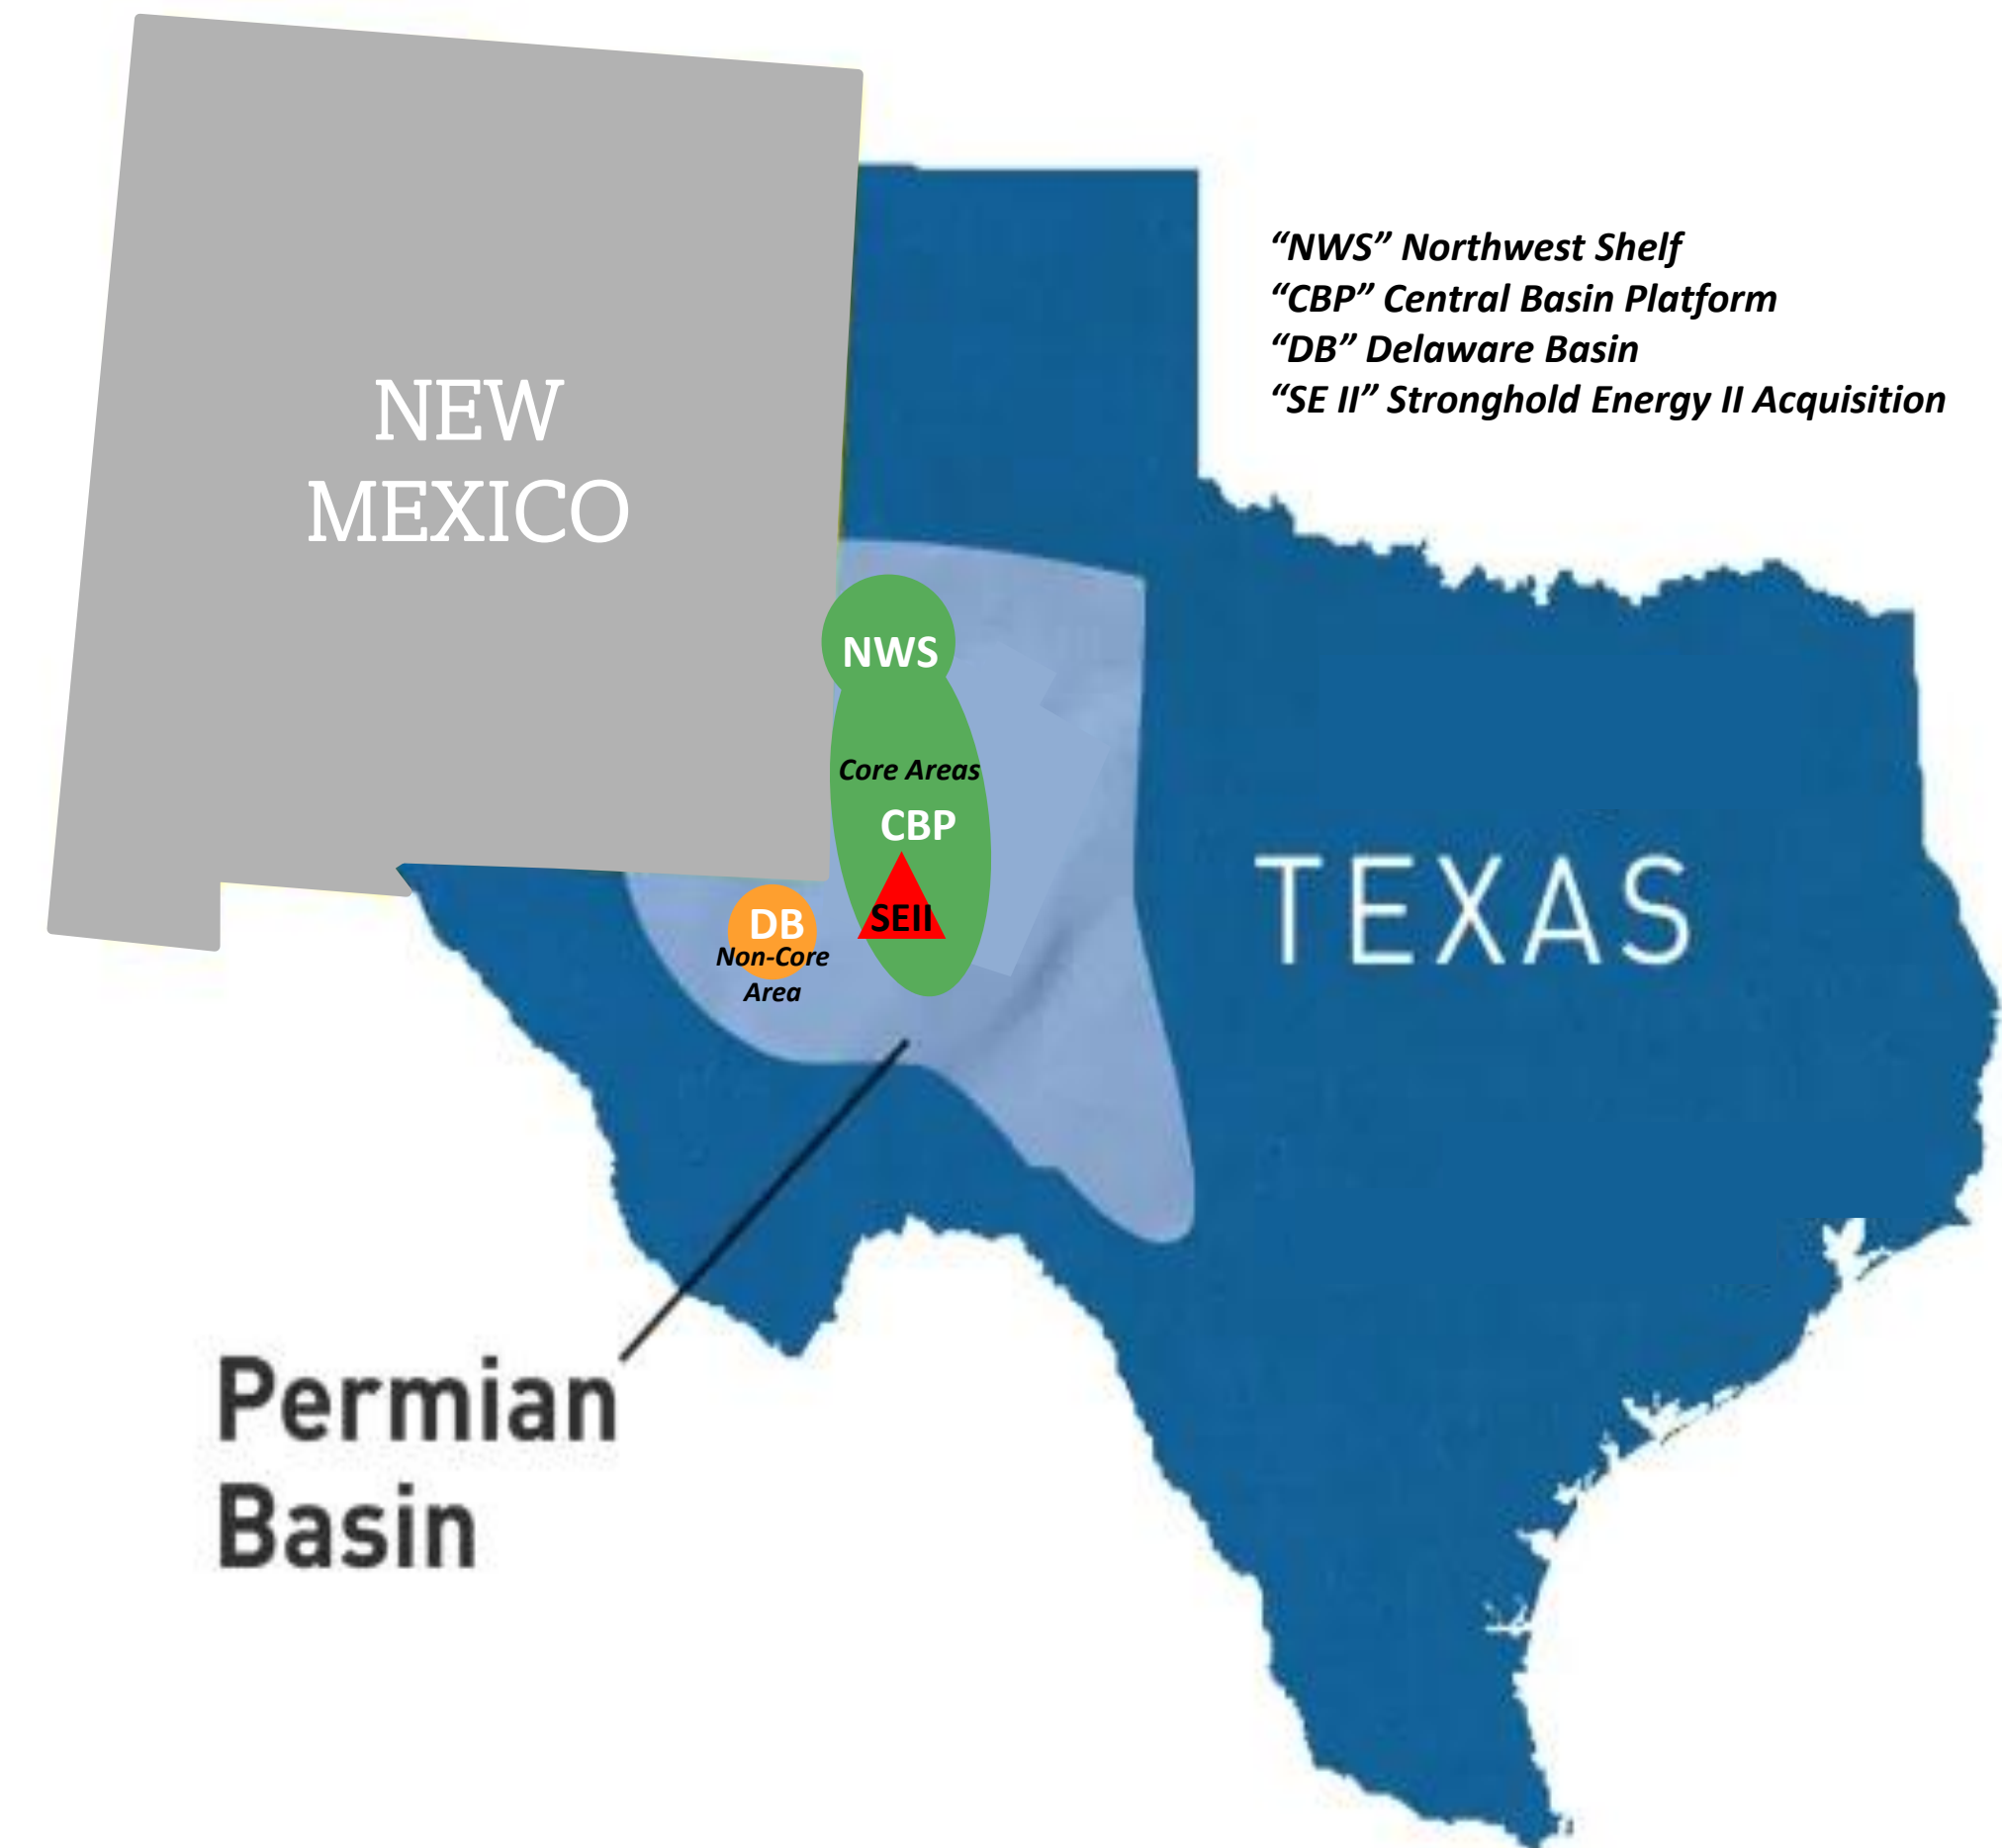 “NWS” Northwest Shelf
“CBP” Central Basin Platform
“DB” Delaware Basin
“SE II” Stronghold Energy II Acquisition
NEW
MEXICO
NWS
Core Areas
CBP
SEII
DB
Non-Core
Area
TEXAS
Permian
Basin